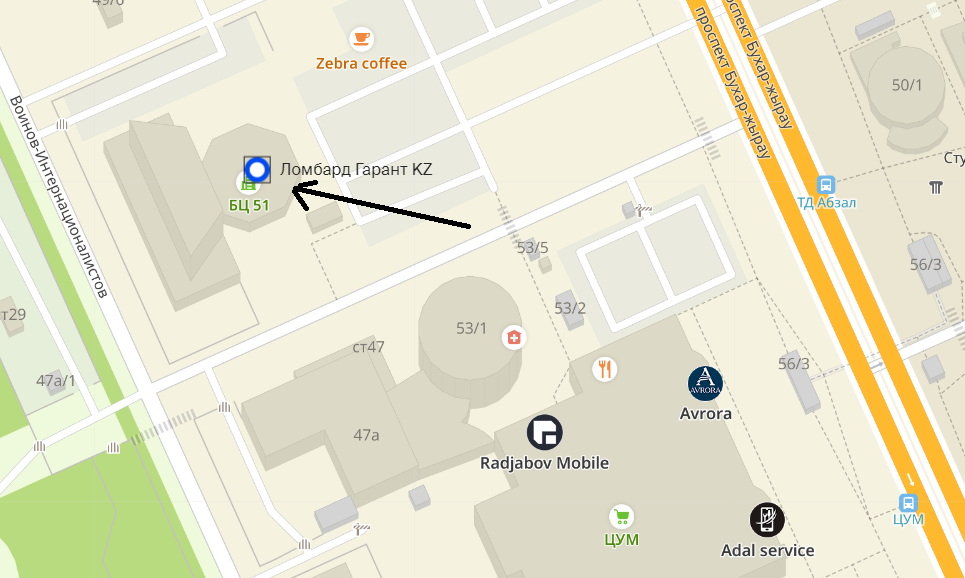 49/6
Zebra coffee
проспект Бухар-жырау
проспект Бухар-жырау
50/1
Воинов-Интернационалистов
Ломбард Гарант KZ
БЦ 51
ТД Абзал
Сту
53/5
56/3
53/2
ст29
53/1
ст47
47а/1
56/3
AVRORA
Avrora
47а
Radjabov Mobile
ЦУМ
ЦУМ
Adal service